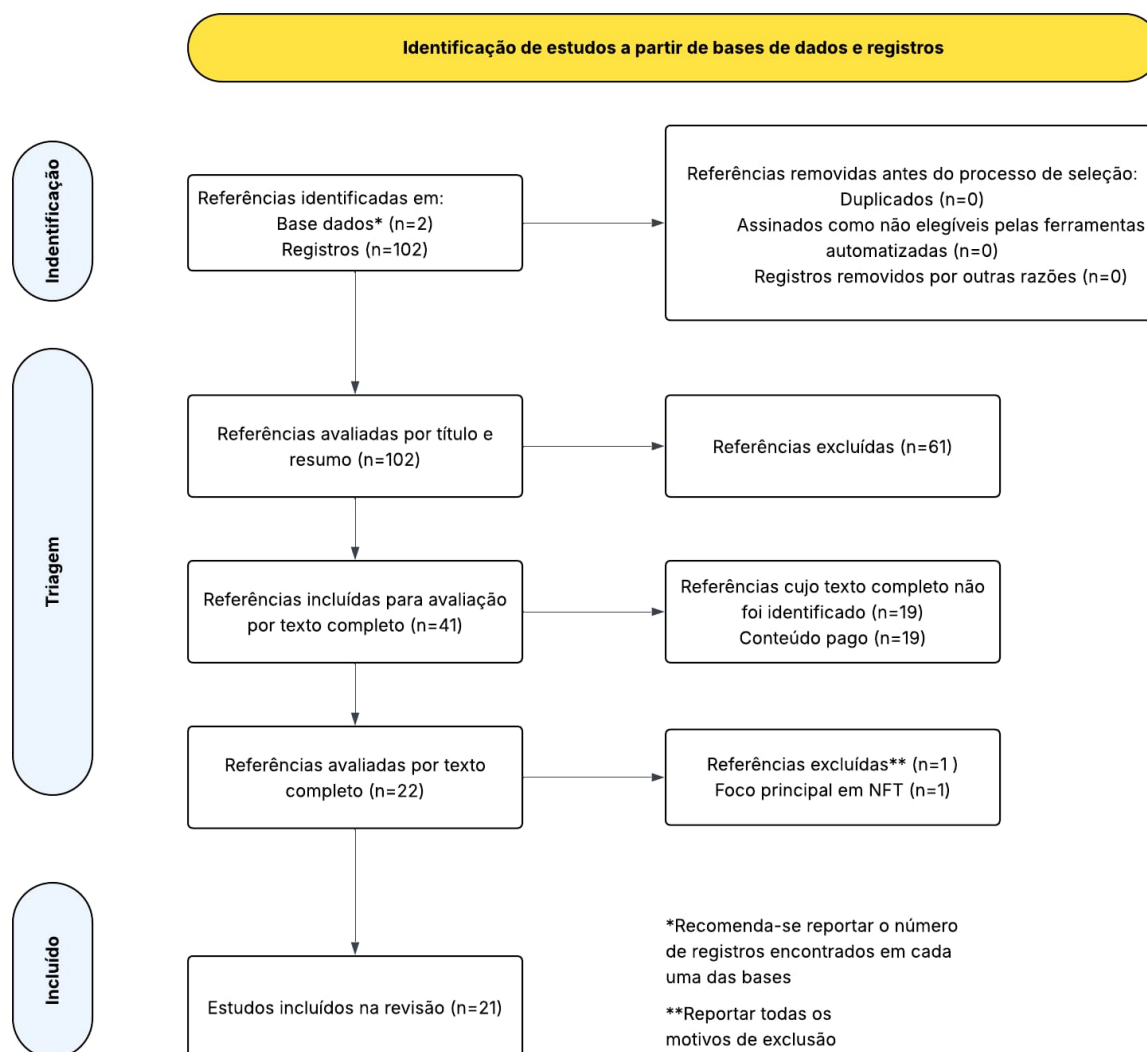 Identificação de estudos a partir de bases de dados e registros
Indentificação
Referências identificadas em:
Base dados* (n=2)
Registros (n=102)
Referências removidas antes do processo de seleção:
Duplicados (n=0)
Assinados como não elegíveis pelas ferramentas
automatizadas (n=0)
Registros removidos por outras razões (n=0)
Triagem
Referências avaliadas por título e
resumo (n=102)
Referências excluídas (n=61)
Referências incluídas para avaliação
por texto completo (n=41)
Referências cujo texto completo não
foi identificado (n=19)
Conteúdo pago (n=19)
Referências avaliadas por texto
completo (n=22)
Referências excluídas** (n=1 )
Foco principal em NFT (n=1)
Incluído
Estudos incluídos na revisão (n=21)
*Recomenda-se reportar o número
de registros encontrados em cada
uma das bases
**Reportar todas os
motivos de exclusão